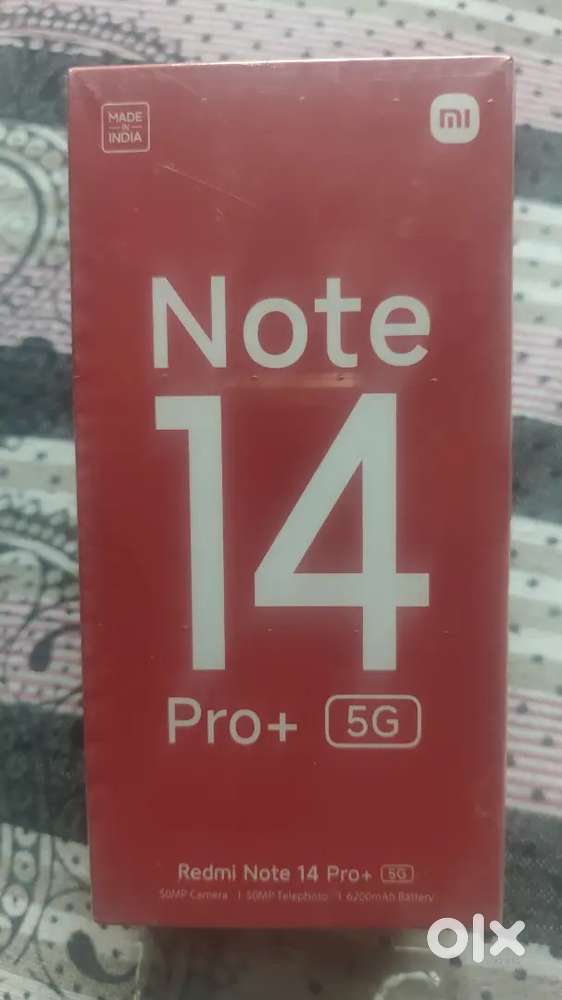 MADE
IN
INDIA
mi
Note
14
Pro+ 5G
Redmi Note 14 Pro+ 5G
50MP Camera | 50MP Telephoto | 6200mAh Battery
olx